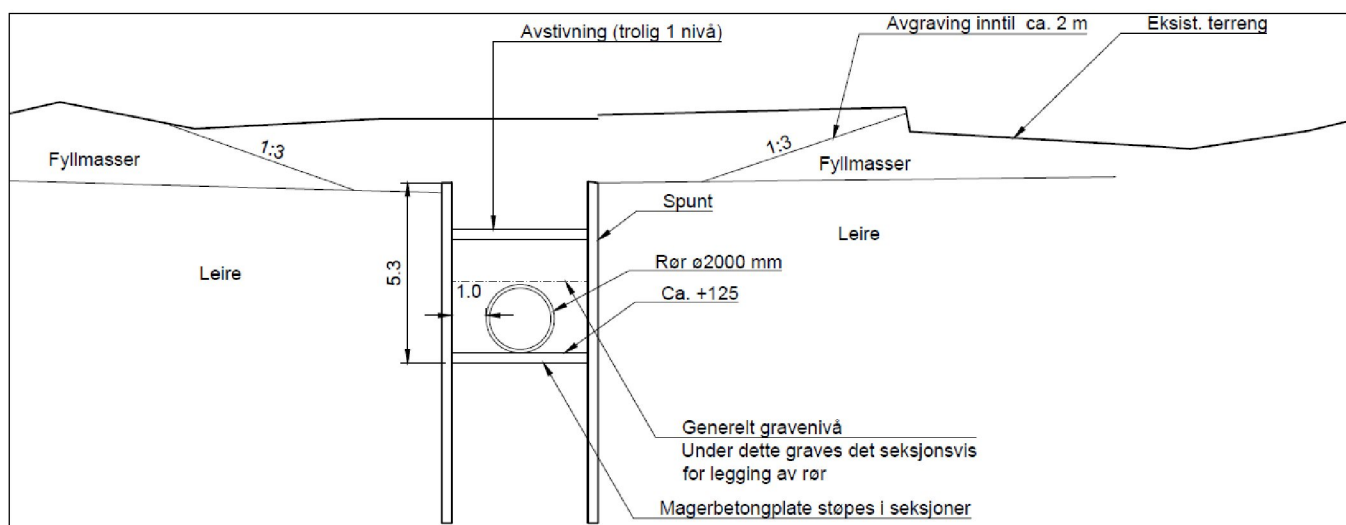 Avstivning (trolig 1 nivå)
Avgraving inntil ca. 2 m
Eksist. terreng
Fyllmasser
1:3
1:3
Fyllmasser
Spunt
Leire
Leire
5.3
1.0
Rør ø2000 mm
Ca. +125
Generelt gravenivå
Under dette graves det seksjonsvis
for legging av rør
Magerbetongplate støpes i seksjoner